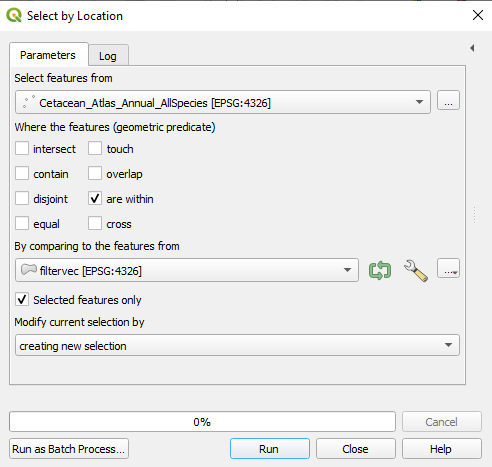 Select by Location
Parameters Log
Select features from
Cetacean_Atlas_Annual_AllSpecies [EPSG:4326] ...
Where the features (geometric predicate)
intersect touch
contain overlap
disjoint are within
equal cross
By comparing to the features from
filtervec [EPSG:4326] ...
Selected features only
Modify current selection by
creating new selection
0% Cancel
Run as Batch Process... Run Close Help